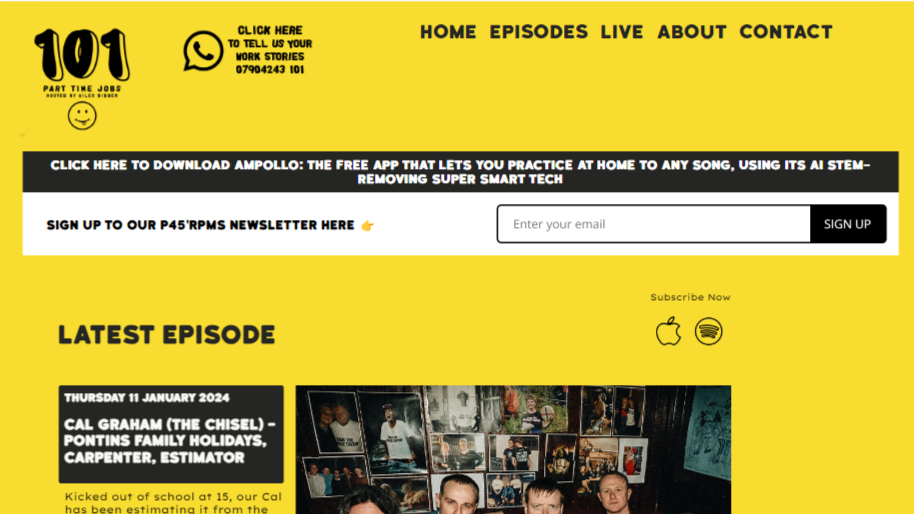 101
PART TIME JOBS
HOSTED BY GILES BIDDER
CLICK HERE
TO TELL US YOUR
WORK STORIES
07904243 101
HOME EPISODES LIVE ABOUT CONTACT
CLICK HERE TO DOWNLOAD AMPOLLO: THE FREE APP THAT LETS YOU PRACTICE AT HOME TO ANY SONG, USING ITS AI STEM-
REMOVING SUPER SMART TECH
SIGN UP TO OUR P45'RPMS NEWSLETTER HERE 👉
Enter your email
SIGN UP
Subscribe Now
LATEST EPISODE
THURSDAY 11 JANUARY 2024
CAL GRAHAM (THE CHISEL) -
PONTINS FAMILY HOLIDAYS,
CARPENTER, ESTIMATOR
Kicked out of school at 15, our Cal
has been estimating it from the